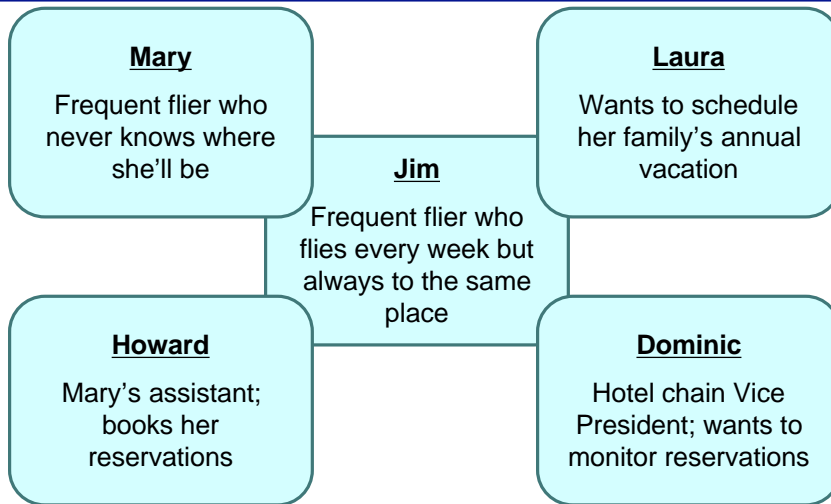 Mary
Frequent flier who
never knows where
she'll be
Laura
Wants to schedule
her family's annual
vacation
Jim
Frequent flier who
flies every week but
always to the same
place
Howard
Mary's assistant;
books her
reservations
Dominic
Hotel chain Vice
President; wants to
monitor reservations